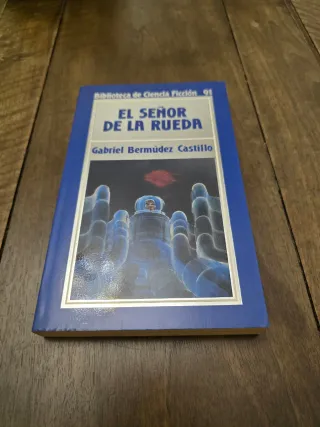 Biblioteca de Ciencia Ficción 91
EL SEÑOR
DE LA RUEDA
Gabriel Bermúdez Castillo